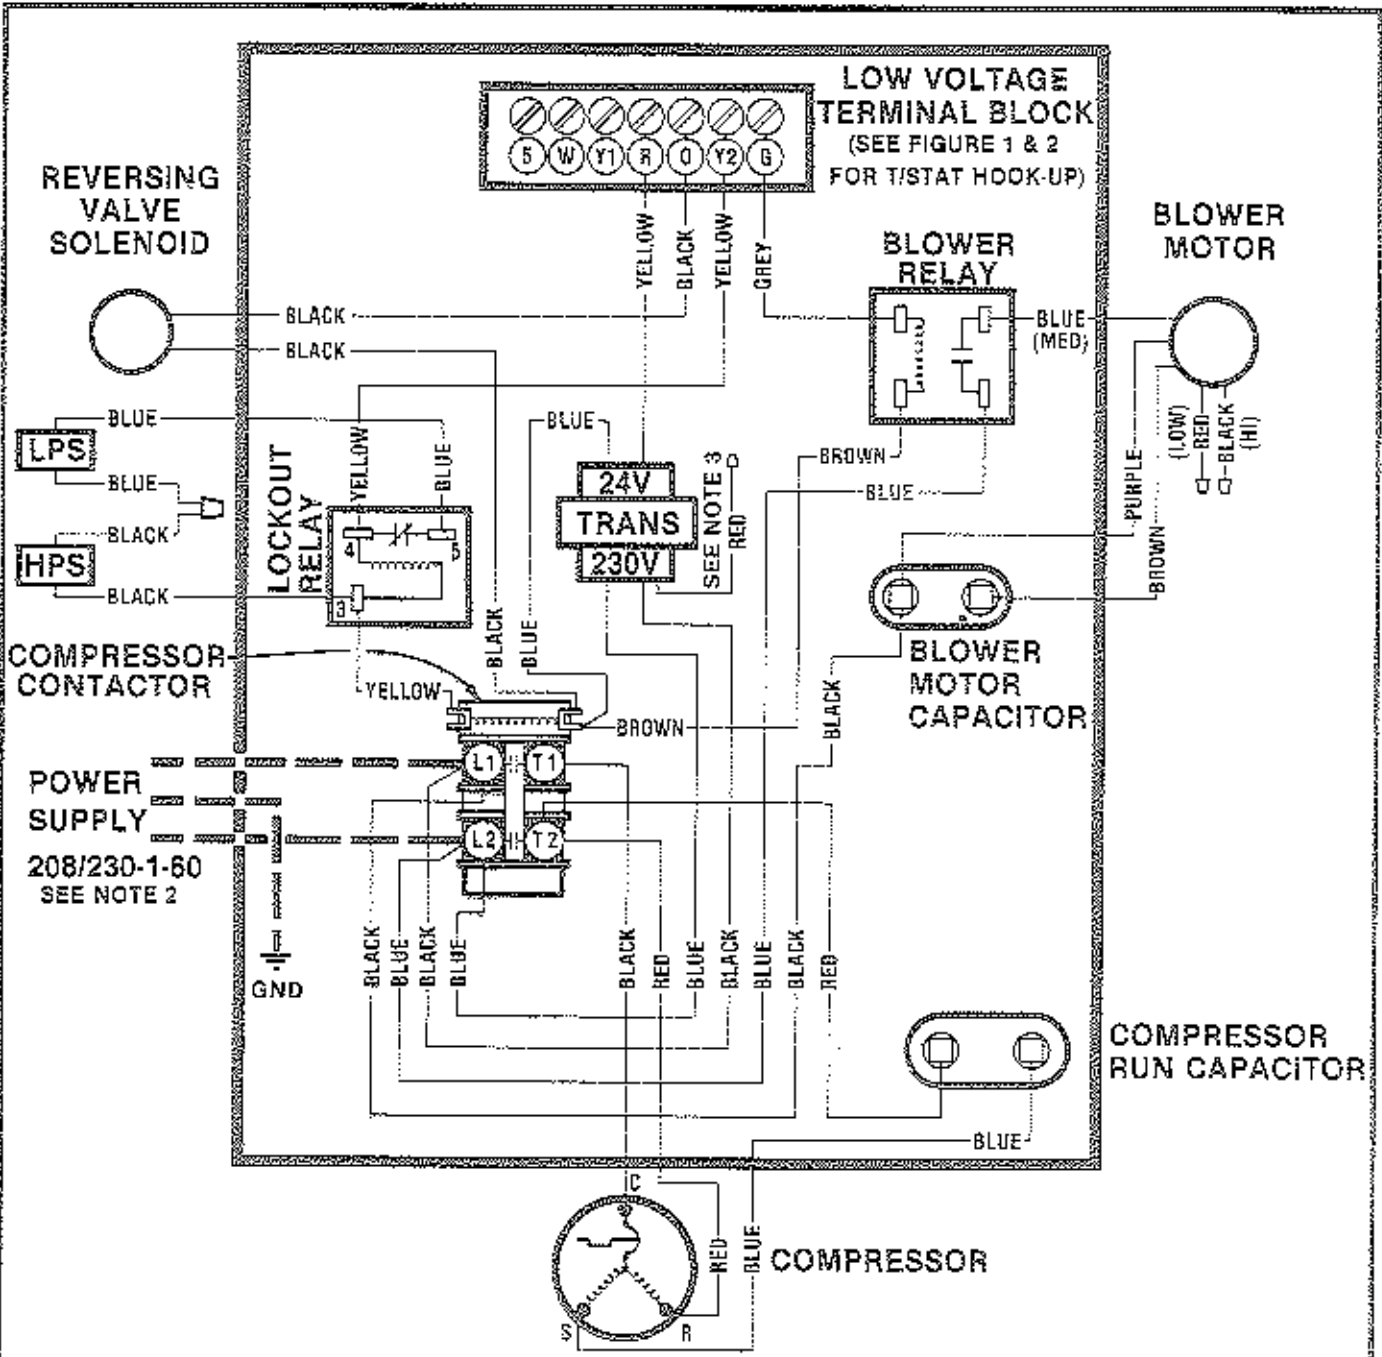 LOW VOLTAGE
TERMINAL BLOCK
(SEE FIGURE 1 & 2
FOR T/STAT HOOK-UP)
5 W Y1 R O Y2 G
REVERSING
VALVE
SOLENOID
YELLOW
BLACK
YELLOW
GREY
BLOWER
RELAY
BLOWER
MOTOR
BLACK
BLACK
BLUE
(MED)
(LOW)
RED
BLACK
(HI)
BLUE
LPS
BLUE
BLACK
HPS
BLACK
LOCKOUT
RELAY
YELLOW
BLUE
4
5
3
BLUE
24V
TRANS
230V
SEE NOTE 3
RED
BROWN
BLUE
PURPLE
BROWN
BLACK
BLUE
COMPRESSOR
CONTACTOR
YELLOW
BROWN
BLACK
BLOWER
MOTOR
CAPACITOR
L1 T1
L2 T2
POWER
SUPPLY
208/230-1-60
SEE NOTE 2
GND
BLACK
BLUE
BLACK
BLUE
BLACK
RED
BLUE
BLACK
BLUE
BLACK
RED
COMPRESSOR
RUN CAPACITOR
BLUE
C
RED
BLUE
COMPRESSOR
S
R